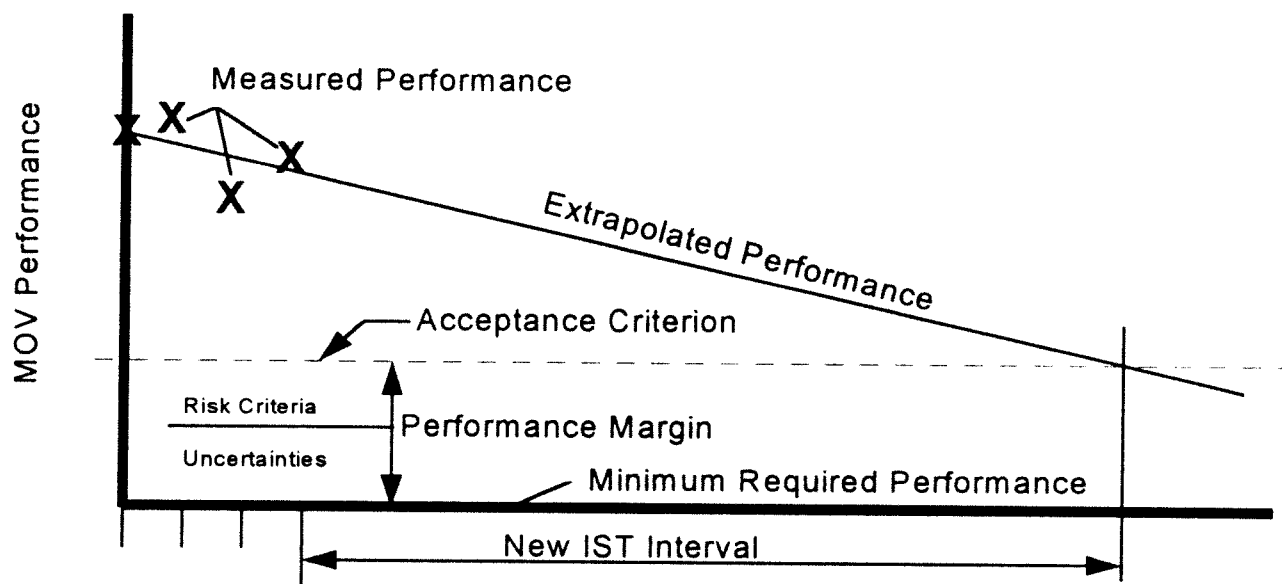 Measured Performance
MOV Performance
Extrapolated Performance
Acceptance Criterion
Risk Criteria
Performance Margin
Uncertainties
Minimum Required Performance
New IST Interval